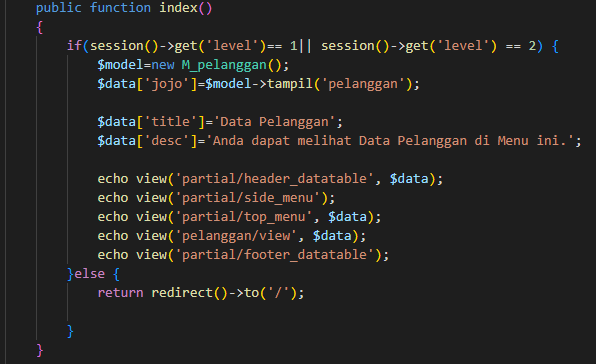 public function index()
{
if(session()->get('level')== 1|| session()->get('level') == 2) {
$model=new M_pelanggan();
$data['jojo']=$model->tampil('pelanggan');
$data['title']='Data Pelanggan';
$data['desc']='Anda dapat melihat Data Pelanggan di Menu ini.';
echo view('partial/header_datatable', $data);
echo view('partial/side_menu');
echo view('partial/top_menu', $data);
echo view('pelanggan/view', $data);
echo view('partial/footer_datatable');
}else {
return redirect()->to('/');
}
}